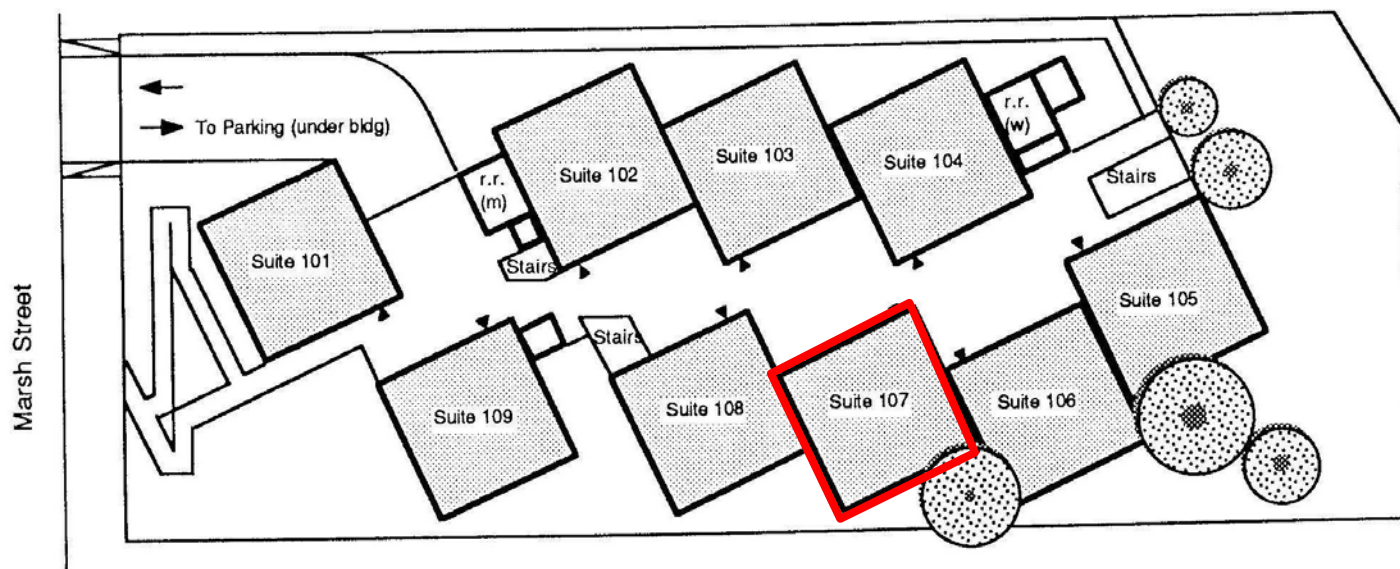 To Parking (under bldg)
r.r.
(m)
Suite 102
Suite 103
Suite 104
r.r.
(w)
Stairs
Suite 101
Stairs
Suite 105
Marsh Street
Stairs
Suite 109
Suite 108
Suite 107
Suite 106